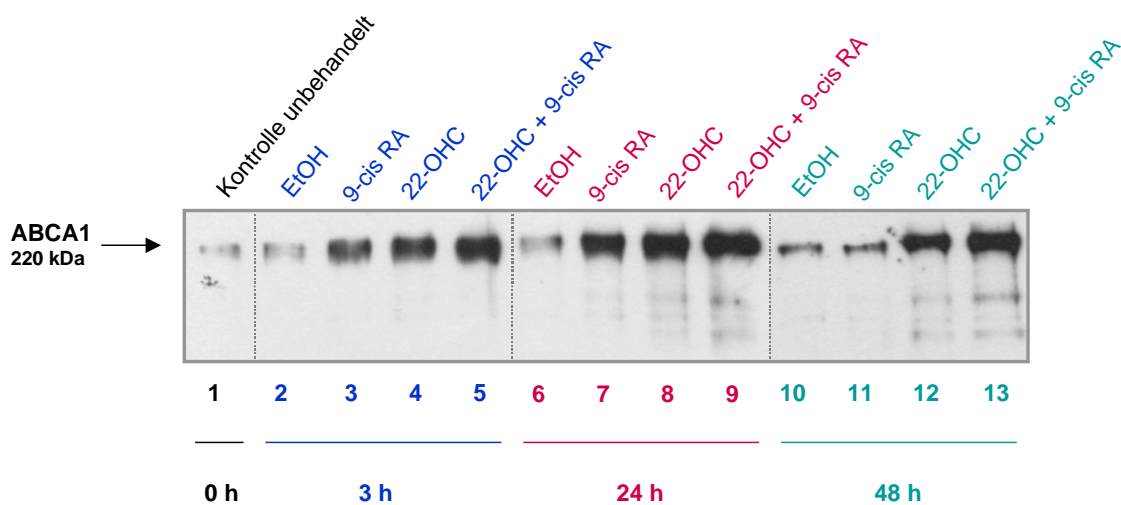 Kontrolle unbehandelt
EtOH
9-cis RA
22-OHC
22-OHC + 9-cis RA
EtOH
9-cis RA
22-OHC
22-OHC + 9-cis RA
EtOH
9-cis RA
22-OHC
22-OHC + 9-cis RA
ABCA1
220 kDa
1 2 3 4 5 6 7 8 9 10 11 12 13
0 h 3 h 24 h 48 h